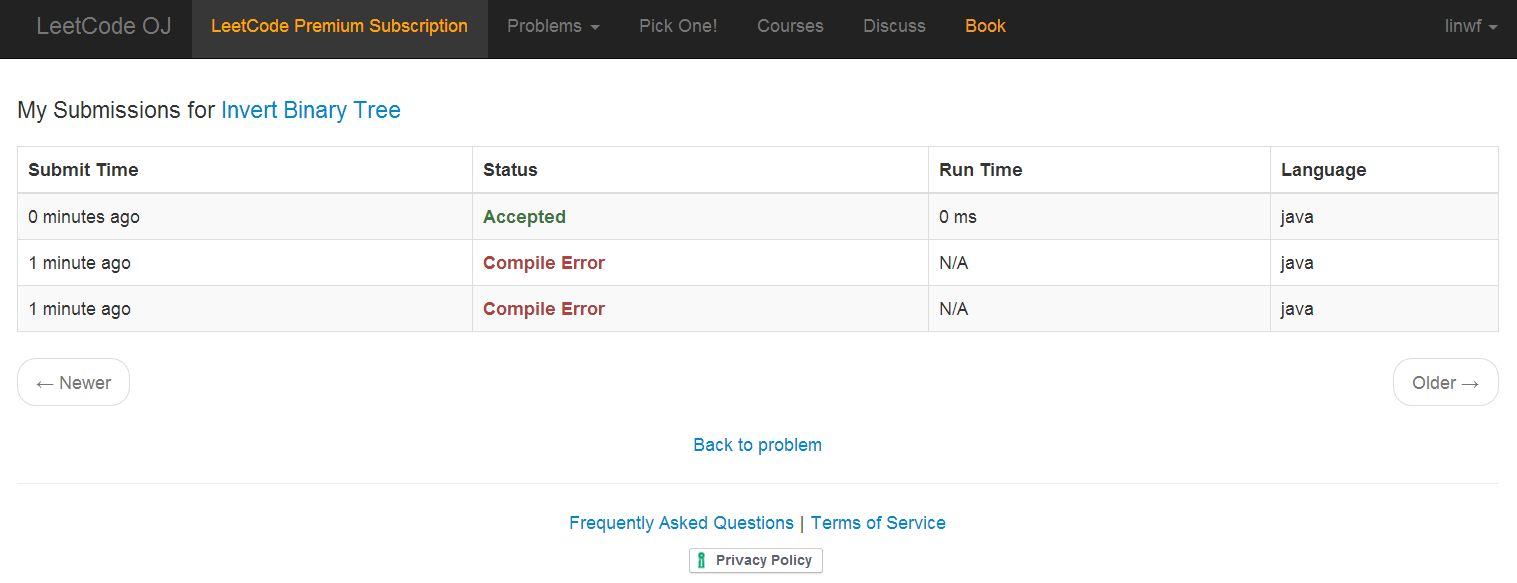 LeetCode OJ LeetCode Premium Subscription Problems Pick One! Courses Discuss Book linwf
My Submissions for Invert Binary Tree
Submit Time Status Run Time Language
0 minutes ago Accepted 0 ms java
1 minute ago Compile Error N/A java
1 minute ago Compile Error N/A java
← Newer Older →
Back to problem
Frequently Asked Questions | Terms of Service
Privacy Policy